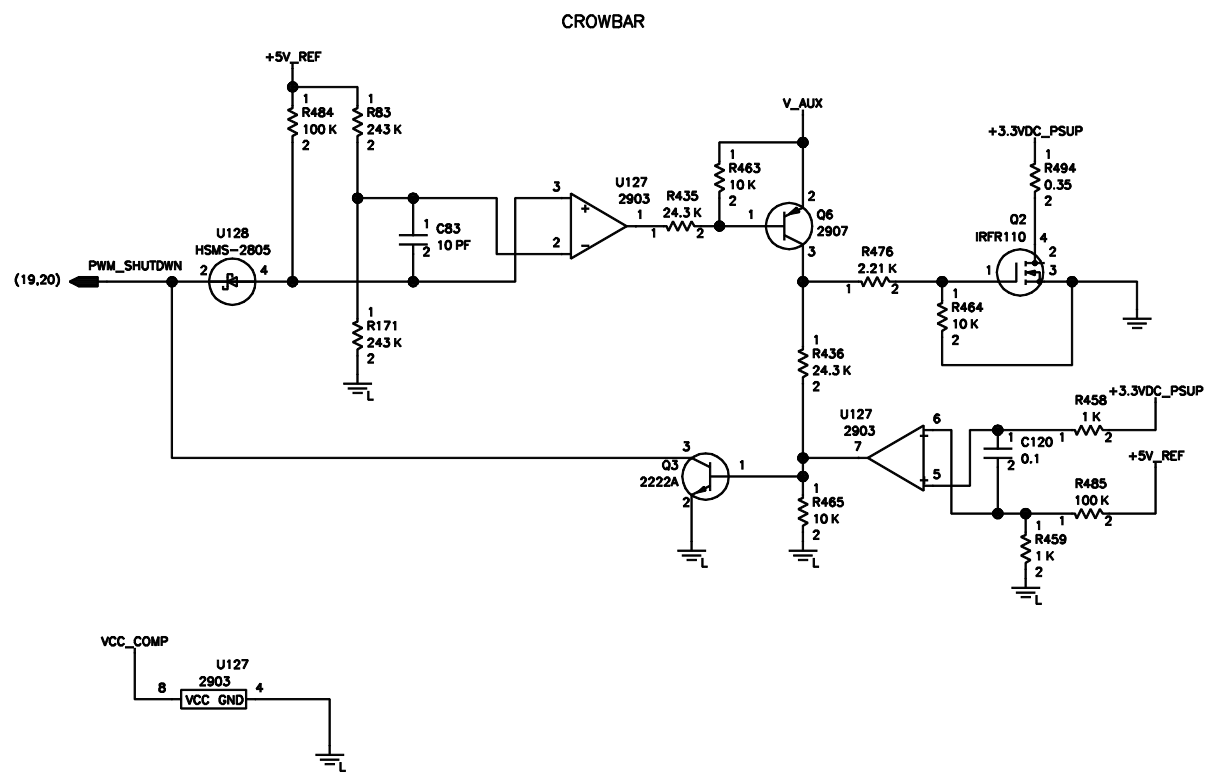 CROWBAR
+5V_REF
1
R484
100 K
2
1
R83
243 K
2
V_AUX
+3.3VDC_PSUP
1
R494
0.35
2
1
R463
10 K
2
3
2
U127
2903
1
+
−
R435
24.3 K
1
2
1
2
3
Q6
2907
1
C83
10 PF
2
U128
HSMS-2805
2
4
PWM_SHUTDWN
(19,20)
Q2
IRFR110
4
2
3
1
R476
2.21 K
1
2
1
R464
10 K
2
1
R171
243 K
2
L
1
R436
24.3 K
2
U127
2903
7
6
5
R458
1 K
1
2
+3.3VDC_PSUP
1
C120
0.1
2
+5V_REF
R485
100 K
1
2
3
Q3
2222A
2
1
L
1
R465
10 K
2
L
1
R459
1 K
2
L
VCC_COMP
U127
2903
8
VCC GND
4
L